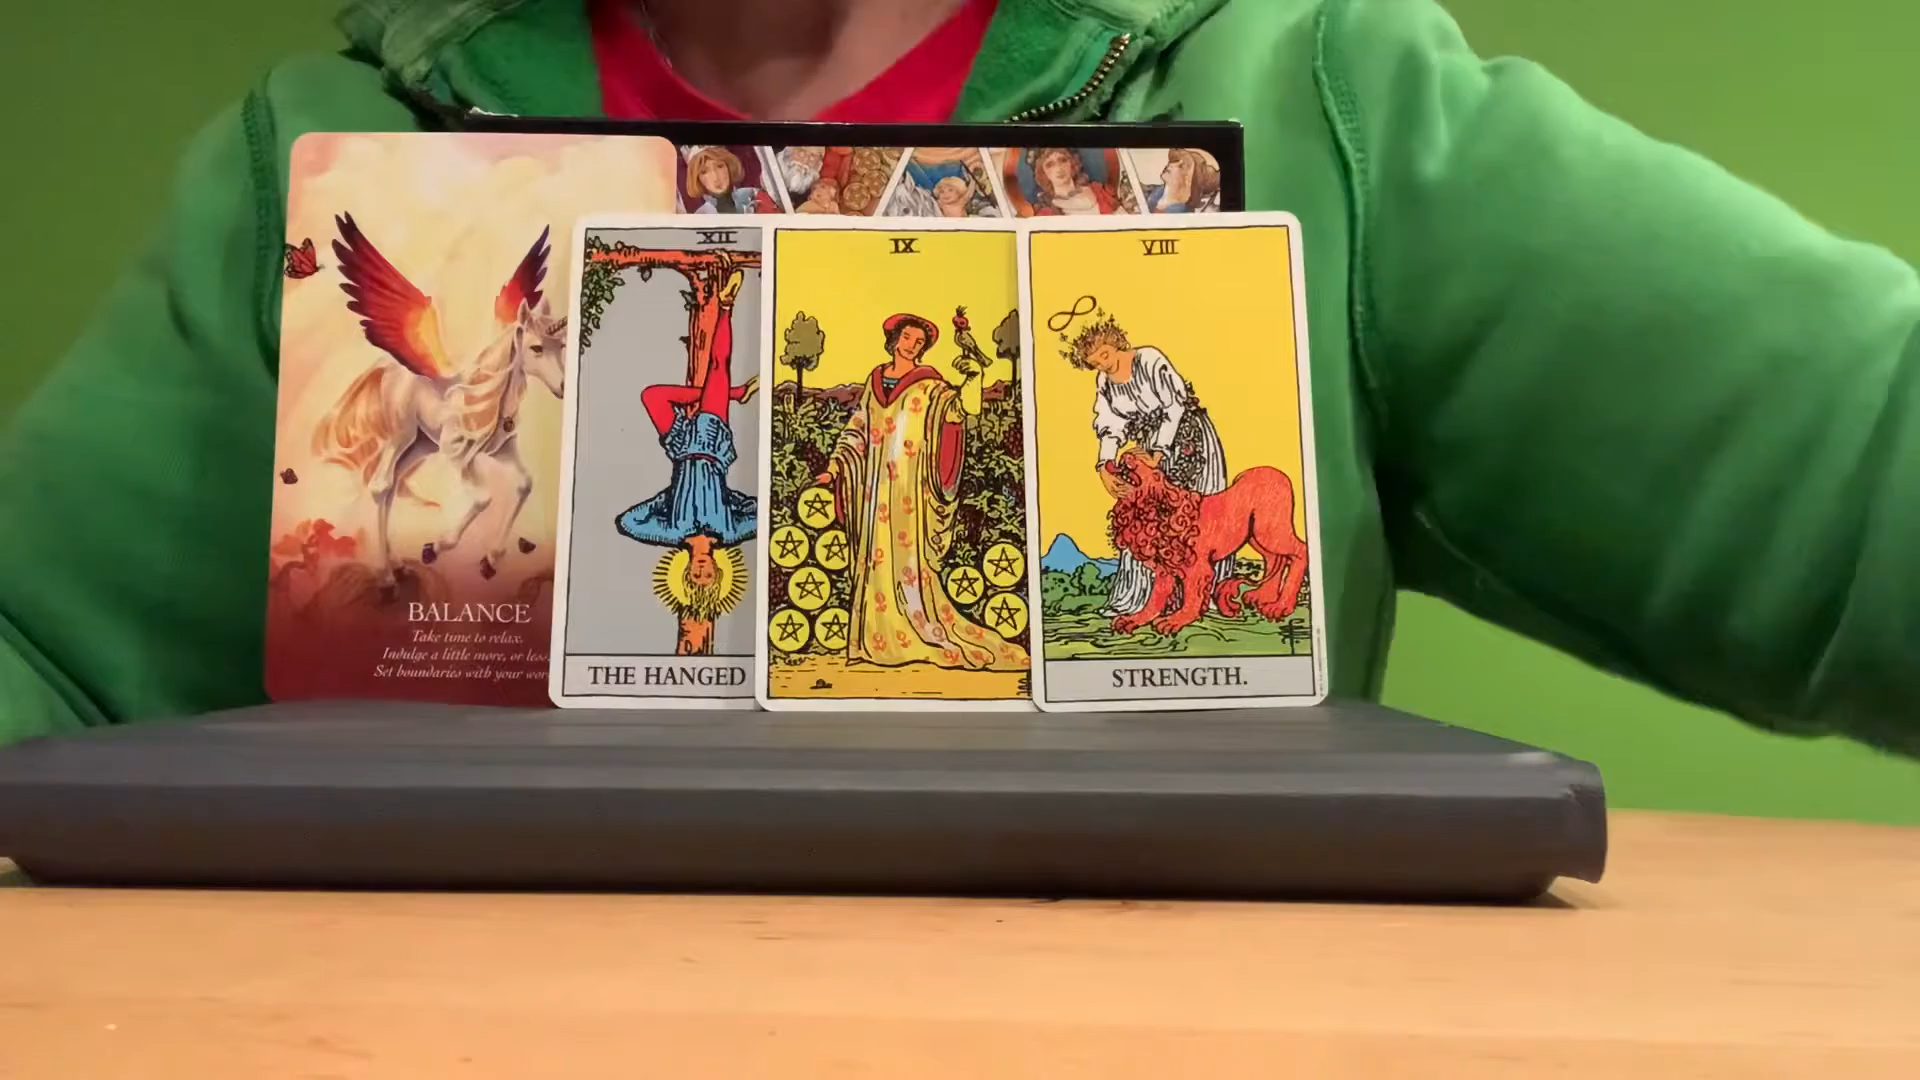 XII
IX
VIII
BALANCE
Take time to relax.
Indulge a little more, or less.
Set boundaries with your
THE HANGED
STRENGTH.